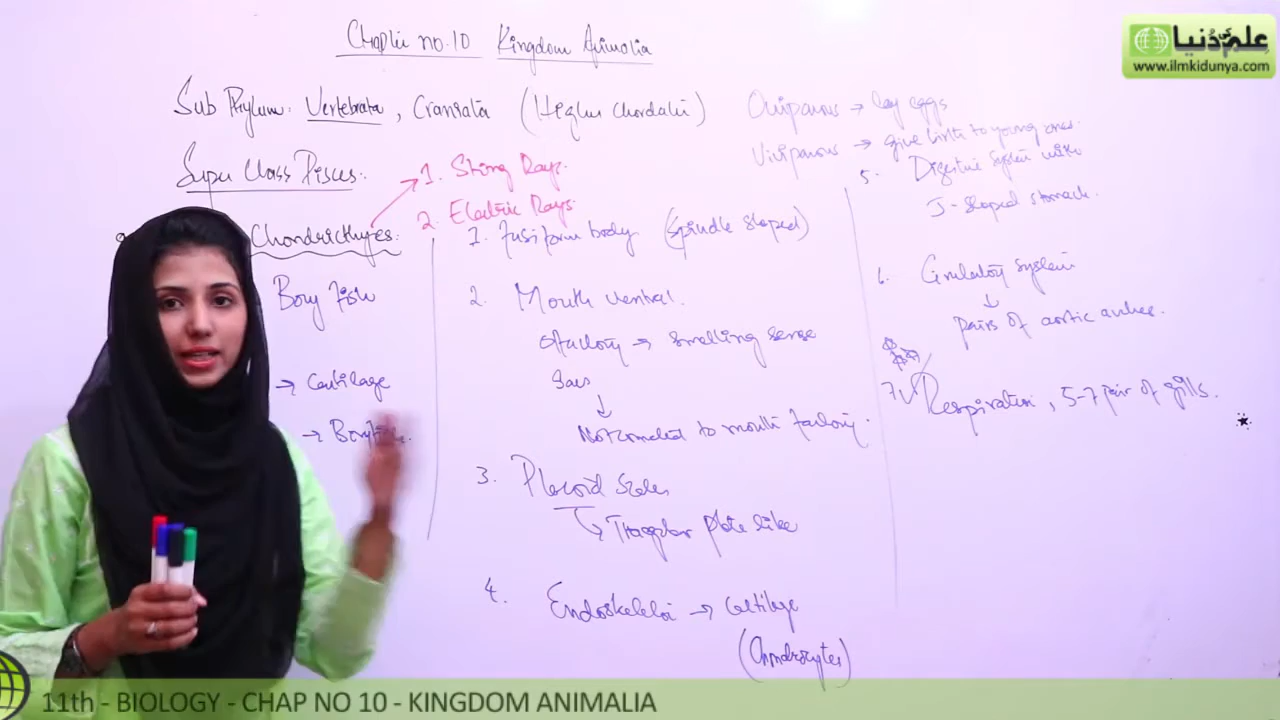 Chapter no.10 Kingdom Animalia
علم کی دنیا
www.ilmkidunya.com
Sub Phylum: Vertebrata, Craniata (Higher Chordates)
Super Class Pisces.
Chondricthyes.
Bony Fish
→ Cartilage
→ Bony
1. Sting Rays.
2. Electric Rays.
1. Fusiform body (Spindle shaped)
2. Mouth ventral.
Olfactory → smelling sense
→
Not connected to mouth
3. Placoid Scales
→ plate like
4. Endoskeleton → Cartilage
(Chondrocytes)
Oviparous → lay eggs
Viviparous → give birth to young ones.
5. Digestive System with
J-shaped stomach.
6. Circulatory system
↓
pairs of aortic arches.
7 Respiration, 5-7 pair of gills.
11th - BIOLOGY - CHAP NO 10 - KINGDOM ANIMALIA